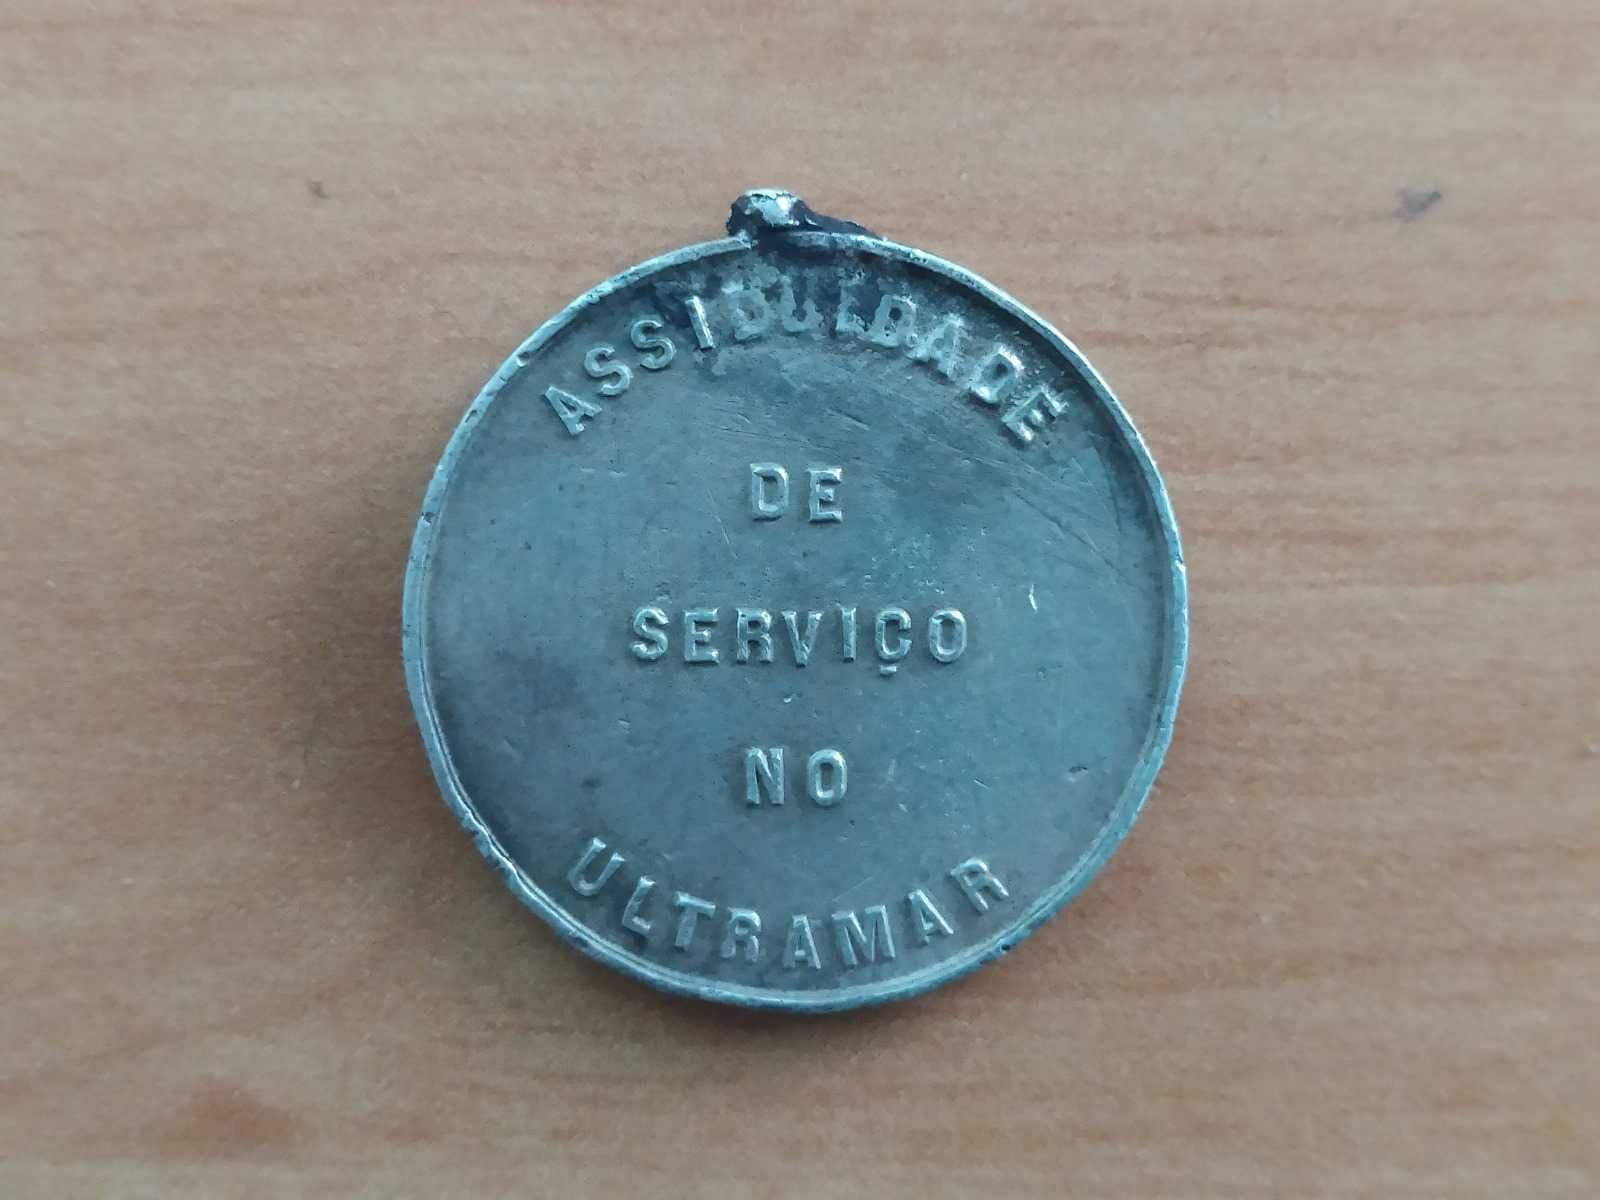 ASSIDUIDADE
DE
SERVIÇO
NO
ULTRAMAR